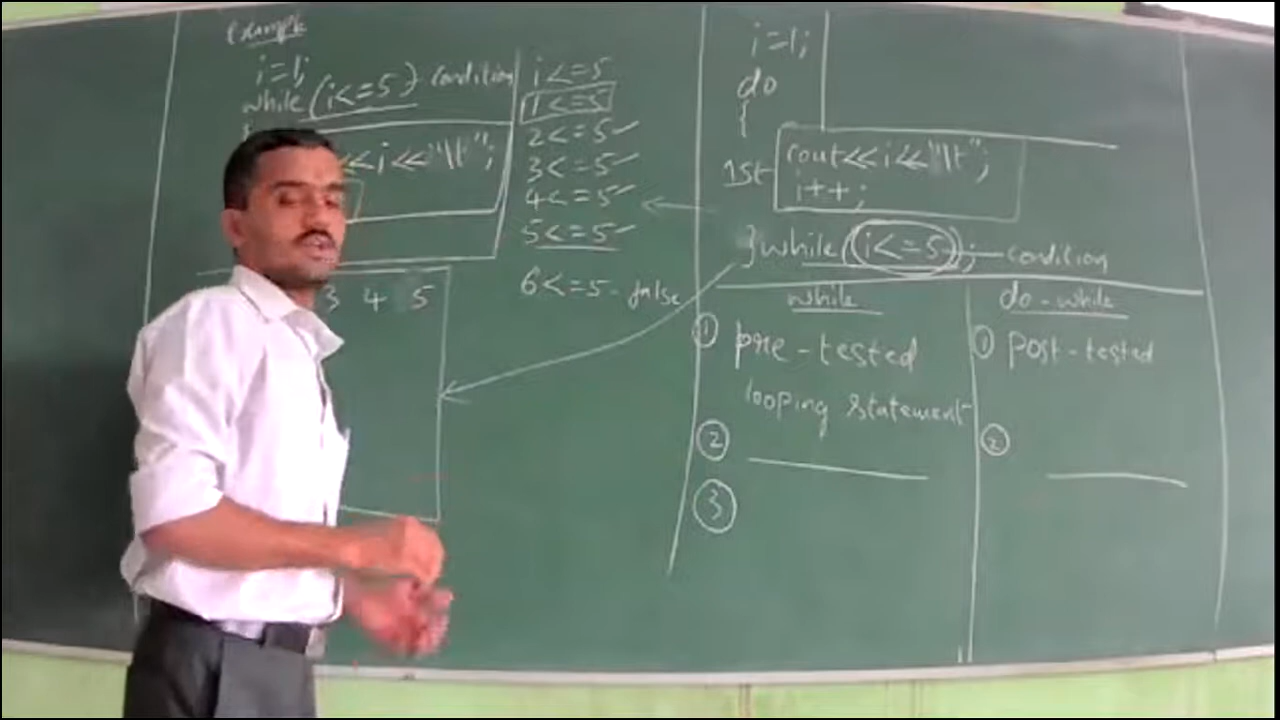 Example
i=1;
while (i<=5) - condition
{
<<i<<"\t";
3 4 5
i<=5
1<=5
2<=5✓
3<=5✓
4<=5✓
5<=5✓
6<=5 - false
i=1;
do
{
1st cout<<i<<"\t";
i++;
}while(i<=5); - condition
while
① pre-tested
looping statement
②
③
do-while
① post-tested
②